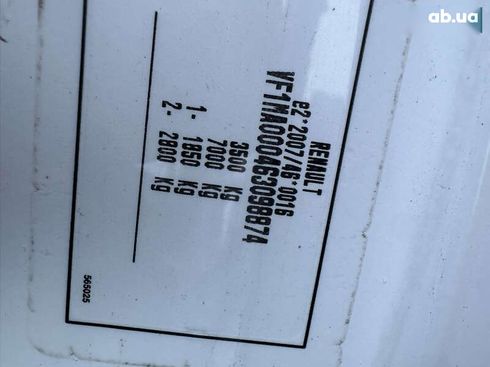 ab.ua
RENAULT
e2*2007/46*0016
VF1MA000463098874
3500 Kg
7000 Kg
1- 1850 Kg
2- 2800 Kg
565025